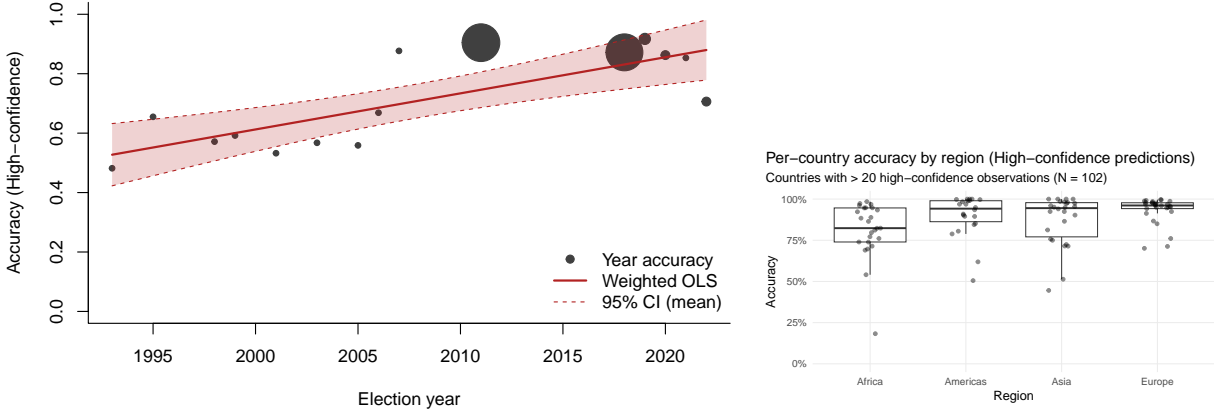 Accuracy (High−confidence)
1.0
0.8
0.6
0.4
0.2
0.0
Year accuracy
Weighted OLS
95% CI (mean)
1995 2000 2005 2010 2015 2020
Election year
Per−country accuracy by region (High−confidence predictions)
Countries with > 20 high−confidence observations (N = 102)
Accuracy
100%
75%
50%
25%
0%
Africa Americas Asia Europe
Region